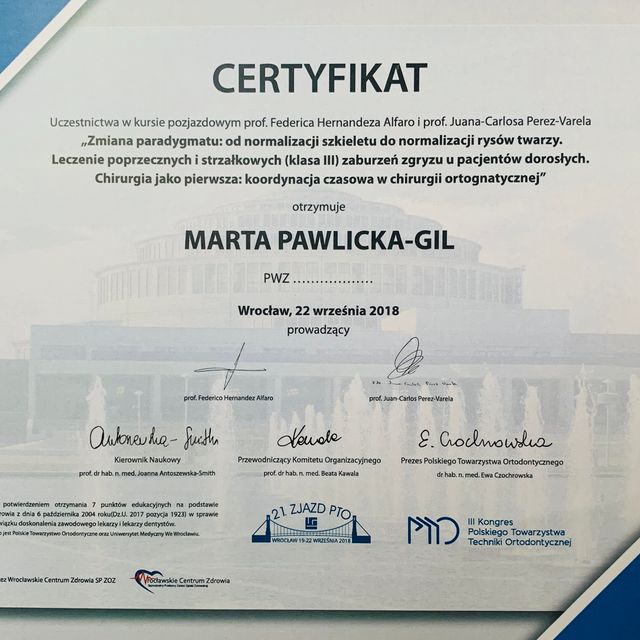 CERTYFIKAT
Uczestnictwa w kursie pozjazdowym prof. Federica Hernandeza Alfaro i prof. Juana-Carlosa Perez-Varela
„Zmiana paradygmatu: od normalizacji szkieletu do normalizacji rysów twarzy.
Leczenie poprzecznych i strzałkowych (klasa III) zaburzeń zgryzu u pacjentów dorosłych.
Chirurgia jako pierwsza: koordynacja czasowa w chirurgii ortognatycznej”
otrzymuje
MARTA PAWLICKA-GIL
PWZ ..................
Wrocław, 22 września 2018
prowadzący
prof. Federico Hernandez Alfaro
prof. Juan-Carlos Perez-Varela
Kierownik Naukowy
prof. dr hab. n. med. Joanna Antoszewska-Smith
Przewodniczący Komitetu Organizacyjnego
prof. dr hab. n. med. Beata Kawala
E. Czochrowska
Prezes Polskiego Towarzystwa Ortodontycznego
dr hab. n. med. Ewa Czochrowska
potwierdzeniem otrzymania 7 punktów edukacyjnych na podstawie
rowia z dnia 6 października 2004 roku(Dz.U. 2017 pozycja 1923) w sprawie
wiązku doskonalenia zawodowego lekarzy i lekarzy dentystów.
o jest Polskie Towarzystwo Ortodontyczne oraz Uniwersytet Medyczny We Wrocławiu.
21 ZJAZD PTO
WROCŁAW 19-22 WRZEŚNIA 2018
III Kongres
Polskiego Towarzystwa
Techniki Ortodontycznej
ez Wrocławskie Centrum Zdrowia SP ZOZ
Wrocławskie Centrum Zdrowia